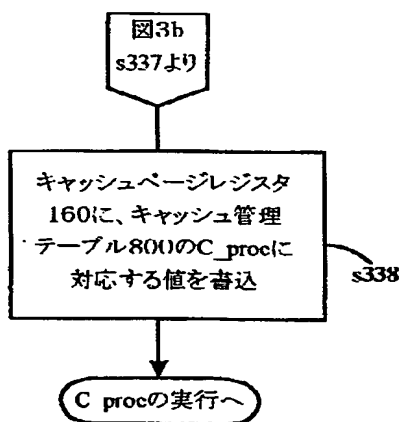 図3b
s337より
キャッシュページレジスタ
160に、キャッシュ管理
テーブル800のC_procに
対応する値を書込
s338
C_procの実行へ